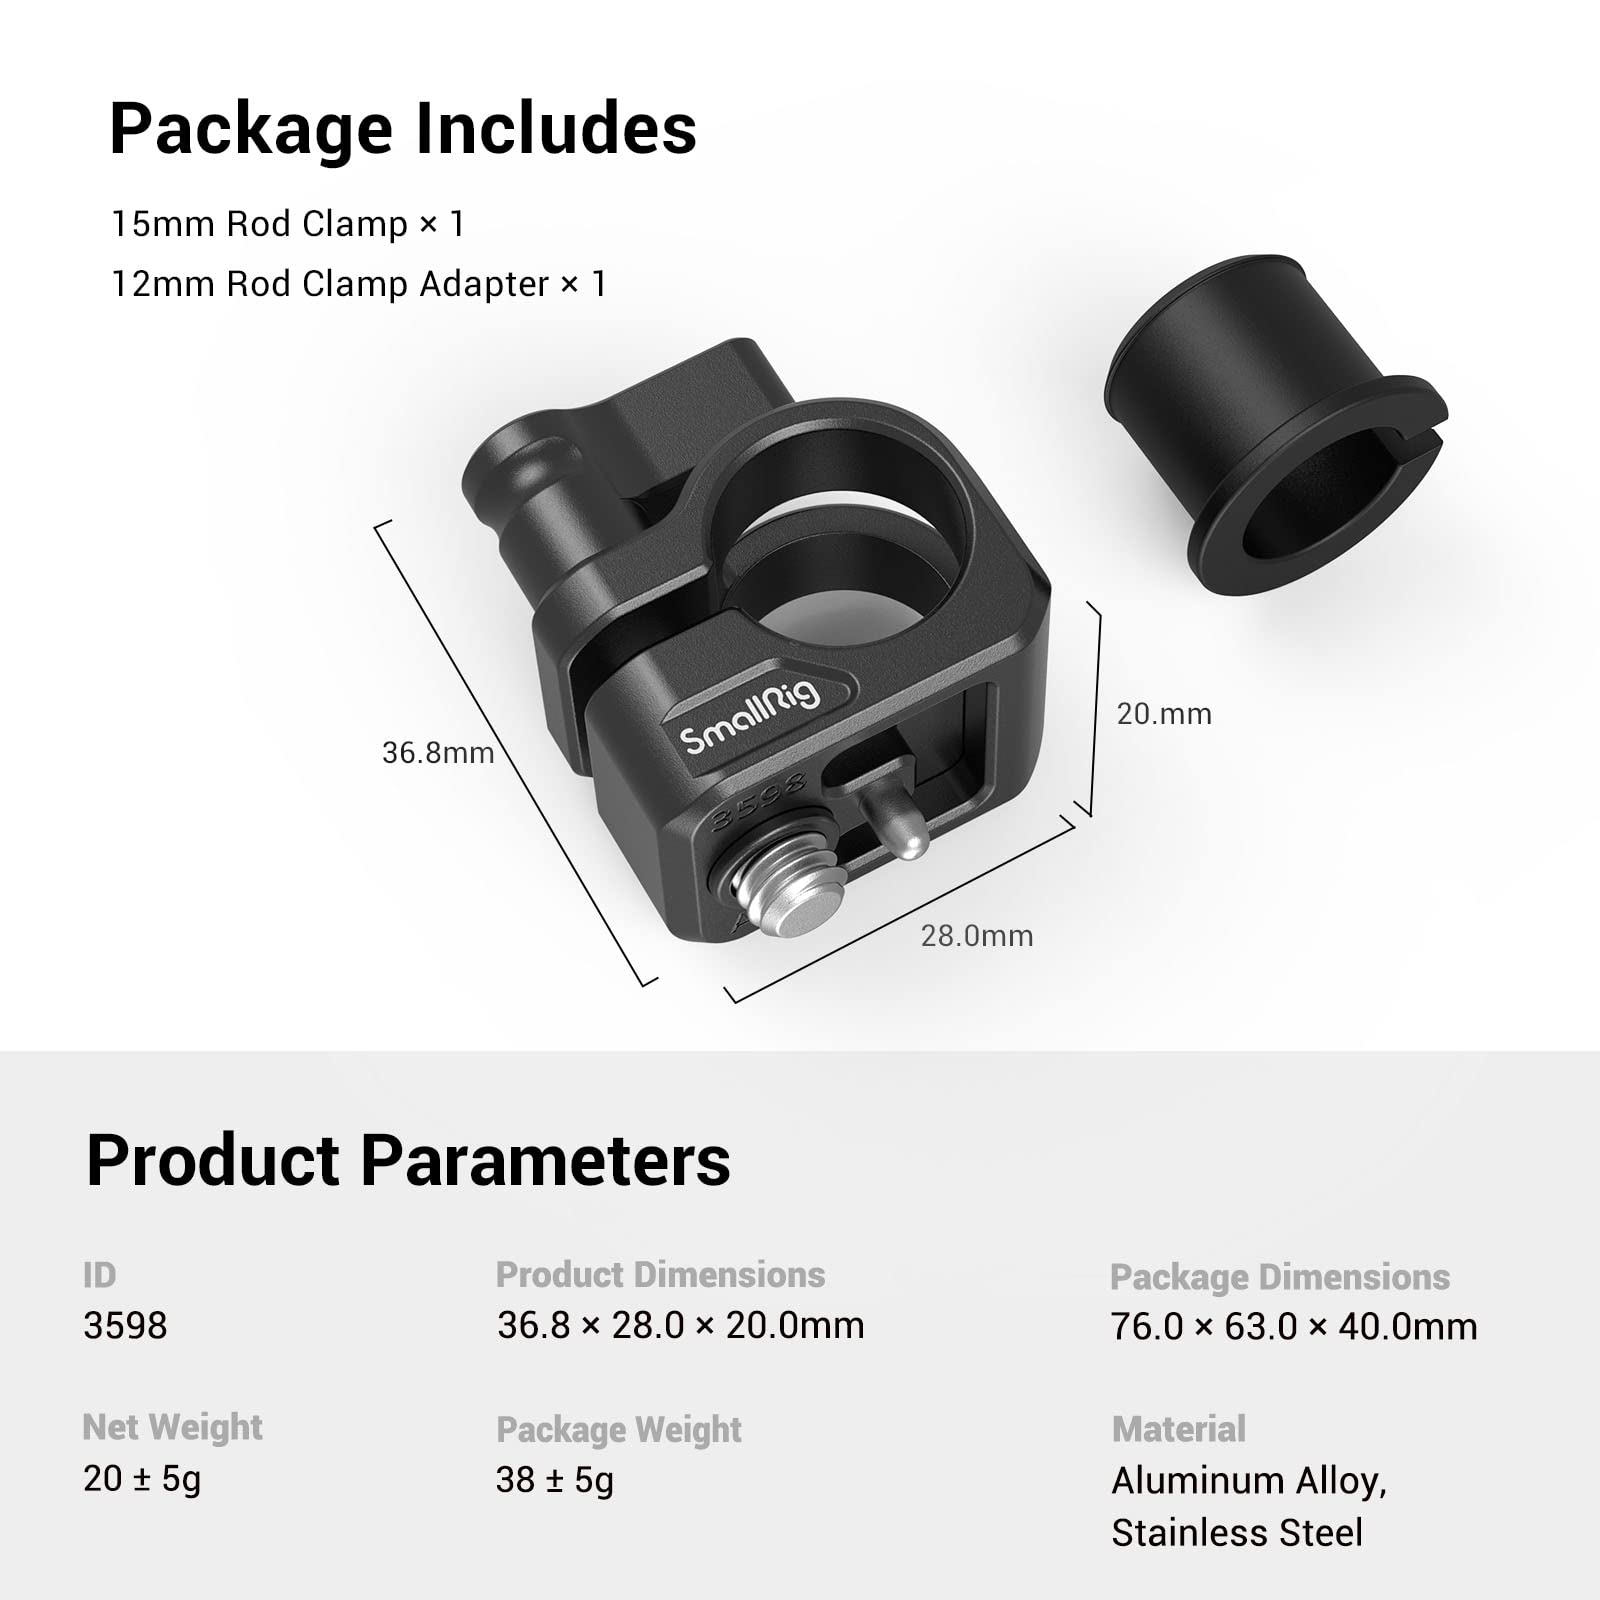 Package Includes
15mm Rod Clamp × 1
12mm Rod Clamp Adapter × 1
36.8mm
SmallRig
3598
20.mm
28.0mm
Product Parameters
ID
3598
Product Dimensions
36.8 × 28.0 × 20.0mm
Package Dimensions
76.0 × 63.0 × 40.0mm
Net Weight
20 ± 5g
Package Weight
38 ± 5g
Material
Aluminum Alloy,
Stainless Steel